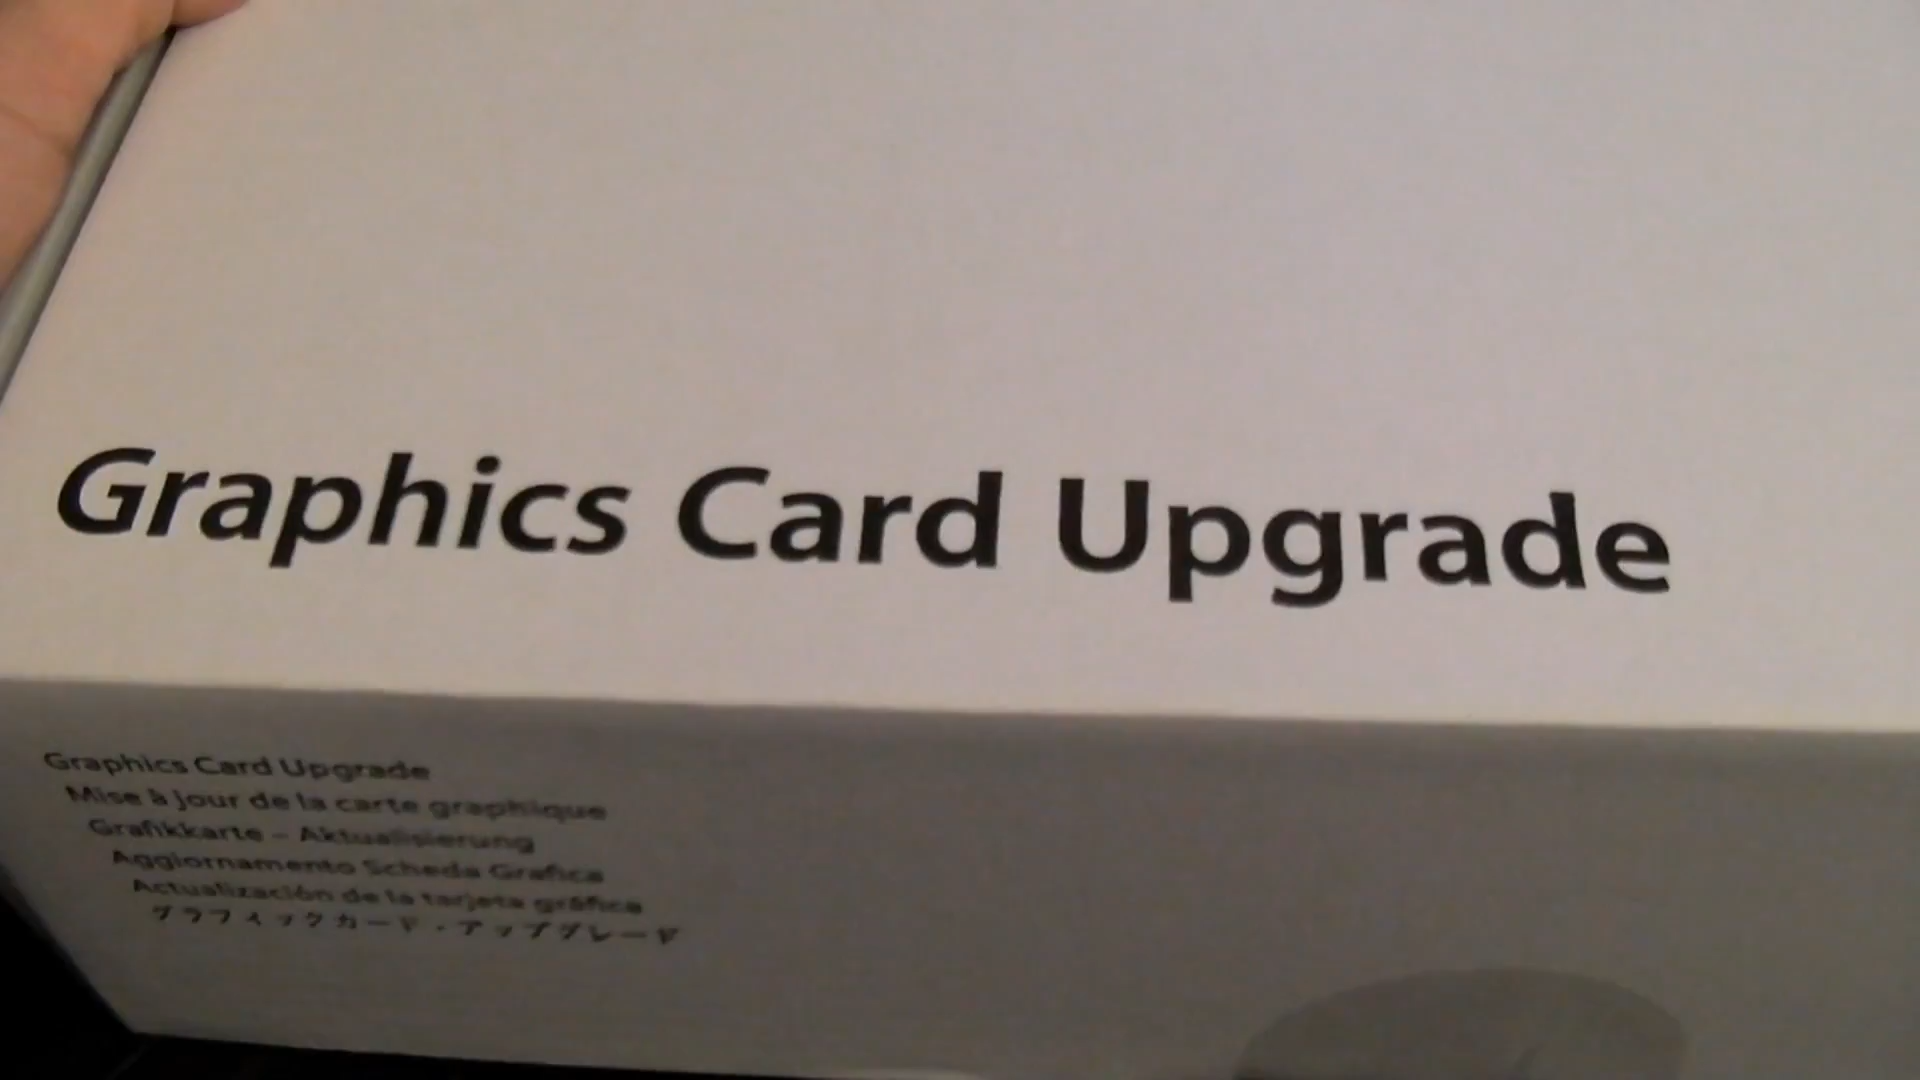 Graphics Card Upgrade
Graphics Card Upgrade
Mise à jour de la carte graphique
Grafikkarte – Aktualisierung
Aggiornamento Scheda Grafica
Actualización de la tarjeta gráfica
グラフィックカード・アップグレード